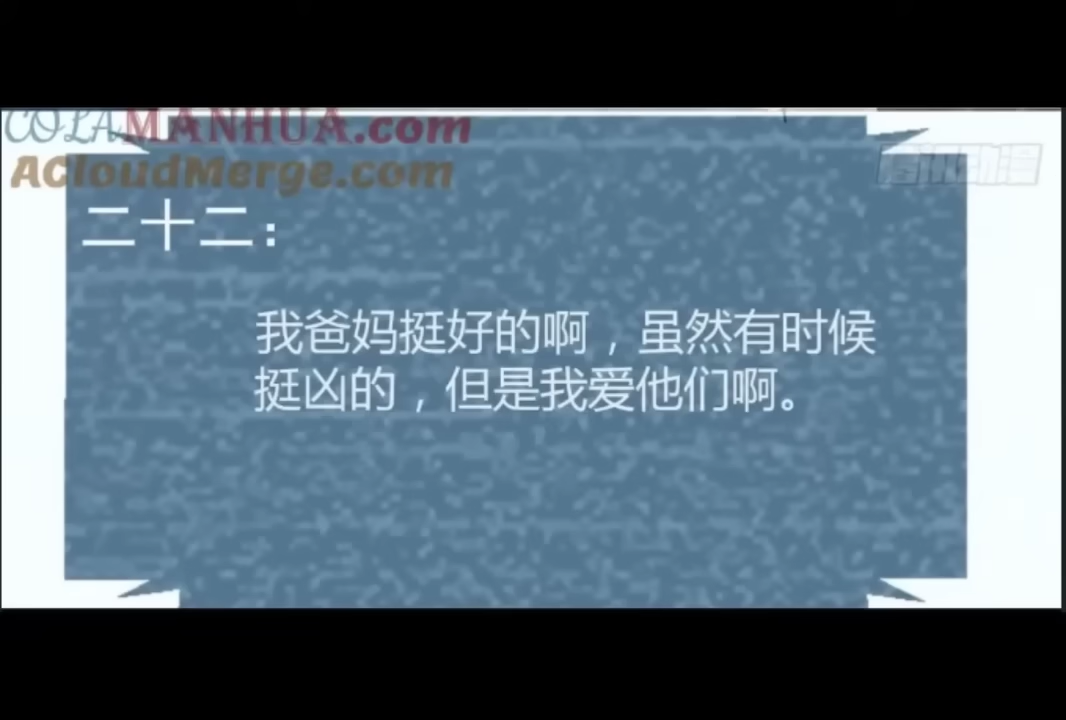 COLAMANHUA.com
ACloudMerge.com
二十二：
我爸妈挺好的啊，虽然有时候
挺凶的，但是我爱他们啊。